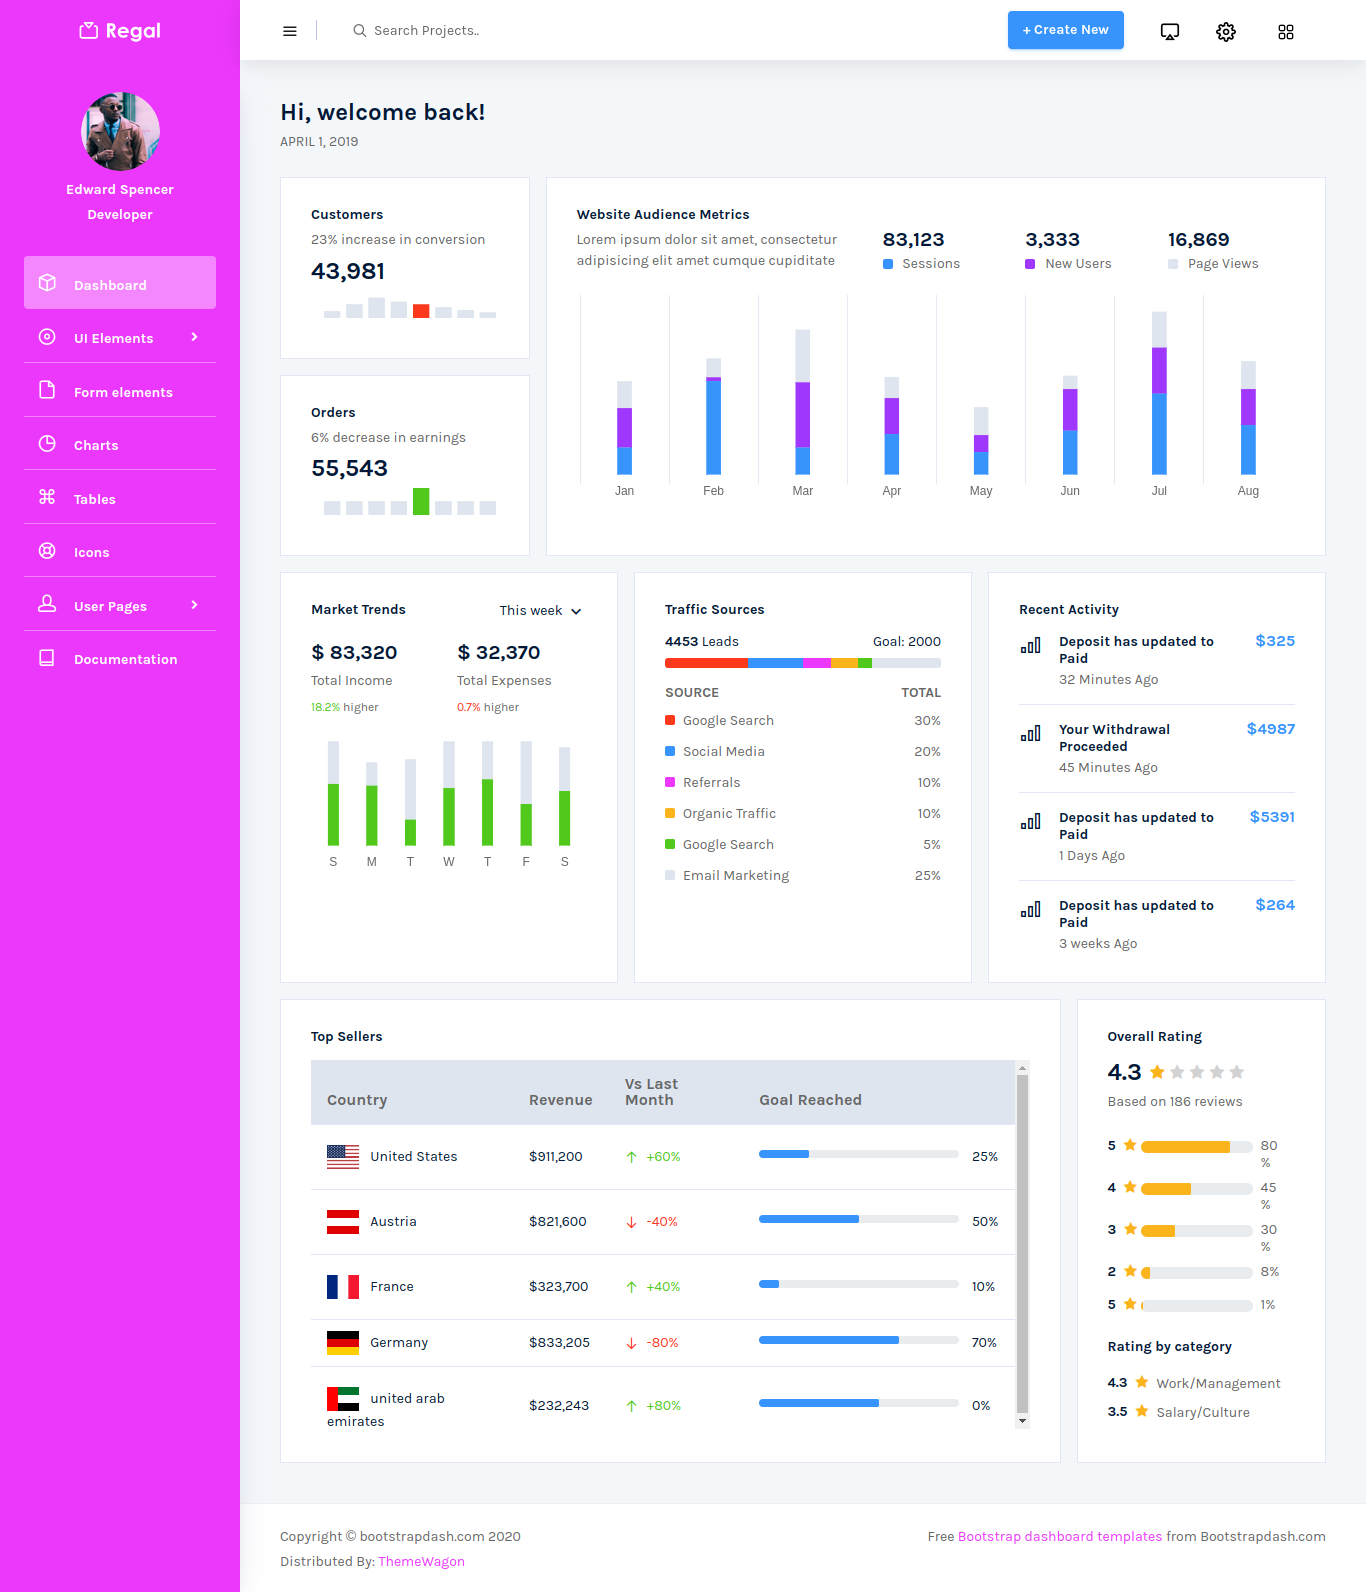 Regal
Edward Spencer
Developer
Dashboard
UI Elements
Form elements
Charts
Tables
Icons
User Pages
Documentation
Search Projects..
+ Create New
Hi, welcome back!
APRIL 1, 2019
Customers
23% increase in conversion
43,981
Orders
6% decrease in earnings
55,543
Website Audience Metrics
Lorem ipsum dolor sit amet, consectetur
adipisicing elit amet cumque cupiditate
83,123
Sessions
3,333
New Users
16,869
Page Views
Jan Feb Mar Apr May Jun Jul Aug
Market Trends
This week
$ 83,320
Total Income
18.2% higher
$ 32,370
Total Expenses
0.7% higher
S M T W T F S
Traffic Sources
4453 Leads Goal: 2000
SOURCE TOTAL
Google Search 30%
Social Media 20%
Referrals 10%
Organic Traffic 10%
Google Search 5%
Email Marketing 25%
Recent Activity
Deposit has updated to $325
Paid
32 Minutes Ago
Your Withdrawal $4987
Proceeded
45 Minutes Ago
Deposit has updated to $5391
Paid
1 Days Ago
Deposit has updated to $264
Paid
3 weeks Ago
Top Sellers
Country Revenue Vs Last Month Goal Reached
United States $911,200 +60% 25%
Austria $821,600 -40% 50%
France $323,700 +40% 10%
Germany $833,205 -80% 70%
united arab $232,243 +80% 0%
emirates
Overall Rating
4.3
Based on 186 reviews
5 80
%
4 45
%
3 30
%
2 8%
5 1%
Rating by category
4.3 Work/Management
3.5 Salary/Culture
Copyright © bootstrapdash.com 2020
Distributed By: ThemeWagon
Free Bootstrap dashboard templates from Bootstrapdash.com